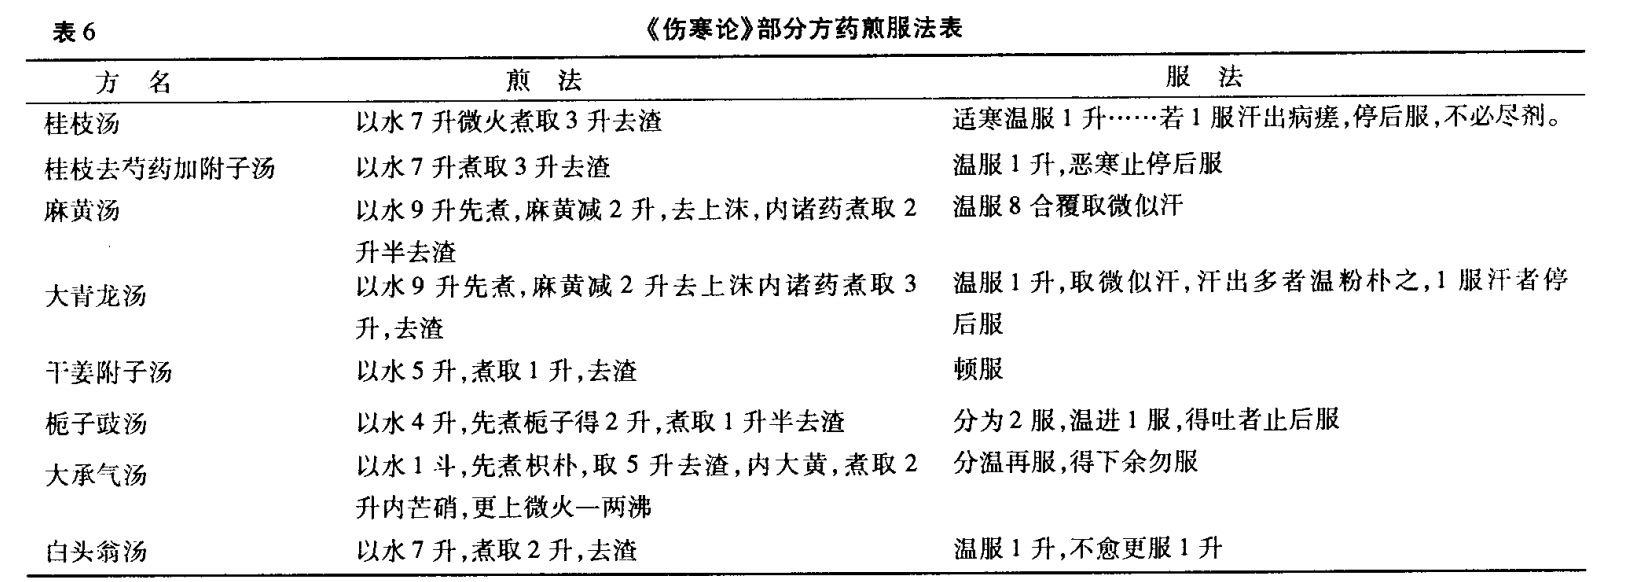 表6 《伤寒论》部分方药煎服法表
方 名 煎 法 服 法
桂枝汤 以水7升微火煮取3升去渣 适寒温服1升……若1服汗出病瘥,停后服,不必尽剂。
桂枝去芍药加附子汤 以水7升煮取3升去渣 温服1升,恶寒止停后服
麻黄汤 以水9升先煮,麻黄减2升,去上沫,内诸药煮取2 温服8合覆取微似汗
升半去渣
大青龙汤 以水9升先煮,麻黄减2升去上沫内诸药煮取3 温服1升,取微似汗,汗出多者温粉朴之,1服汗者停
升,去渣 后服
干姜附子汤 以水5升,煮取1升,去渣 顿服
栀子豉汤 以水4升,先煮栀子得2升,煮取1升半去渣 分为2服,温进1服,得吐者止后服
大承气汤 以水1斗,先煮枳朴,取5升去渣,内大黄,煮取2 分温再服,得下余勿服
升内芒硝,更上微火一两沸
白头翁汤 以水7升,煮取2升,去渣 温服1升,不愈更服1升